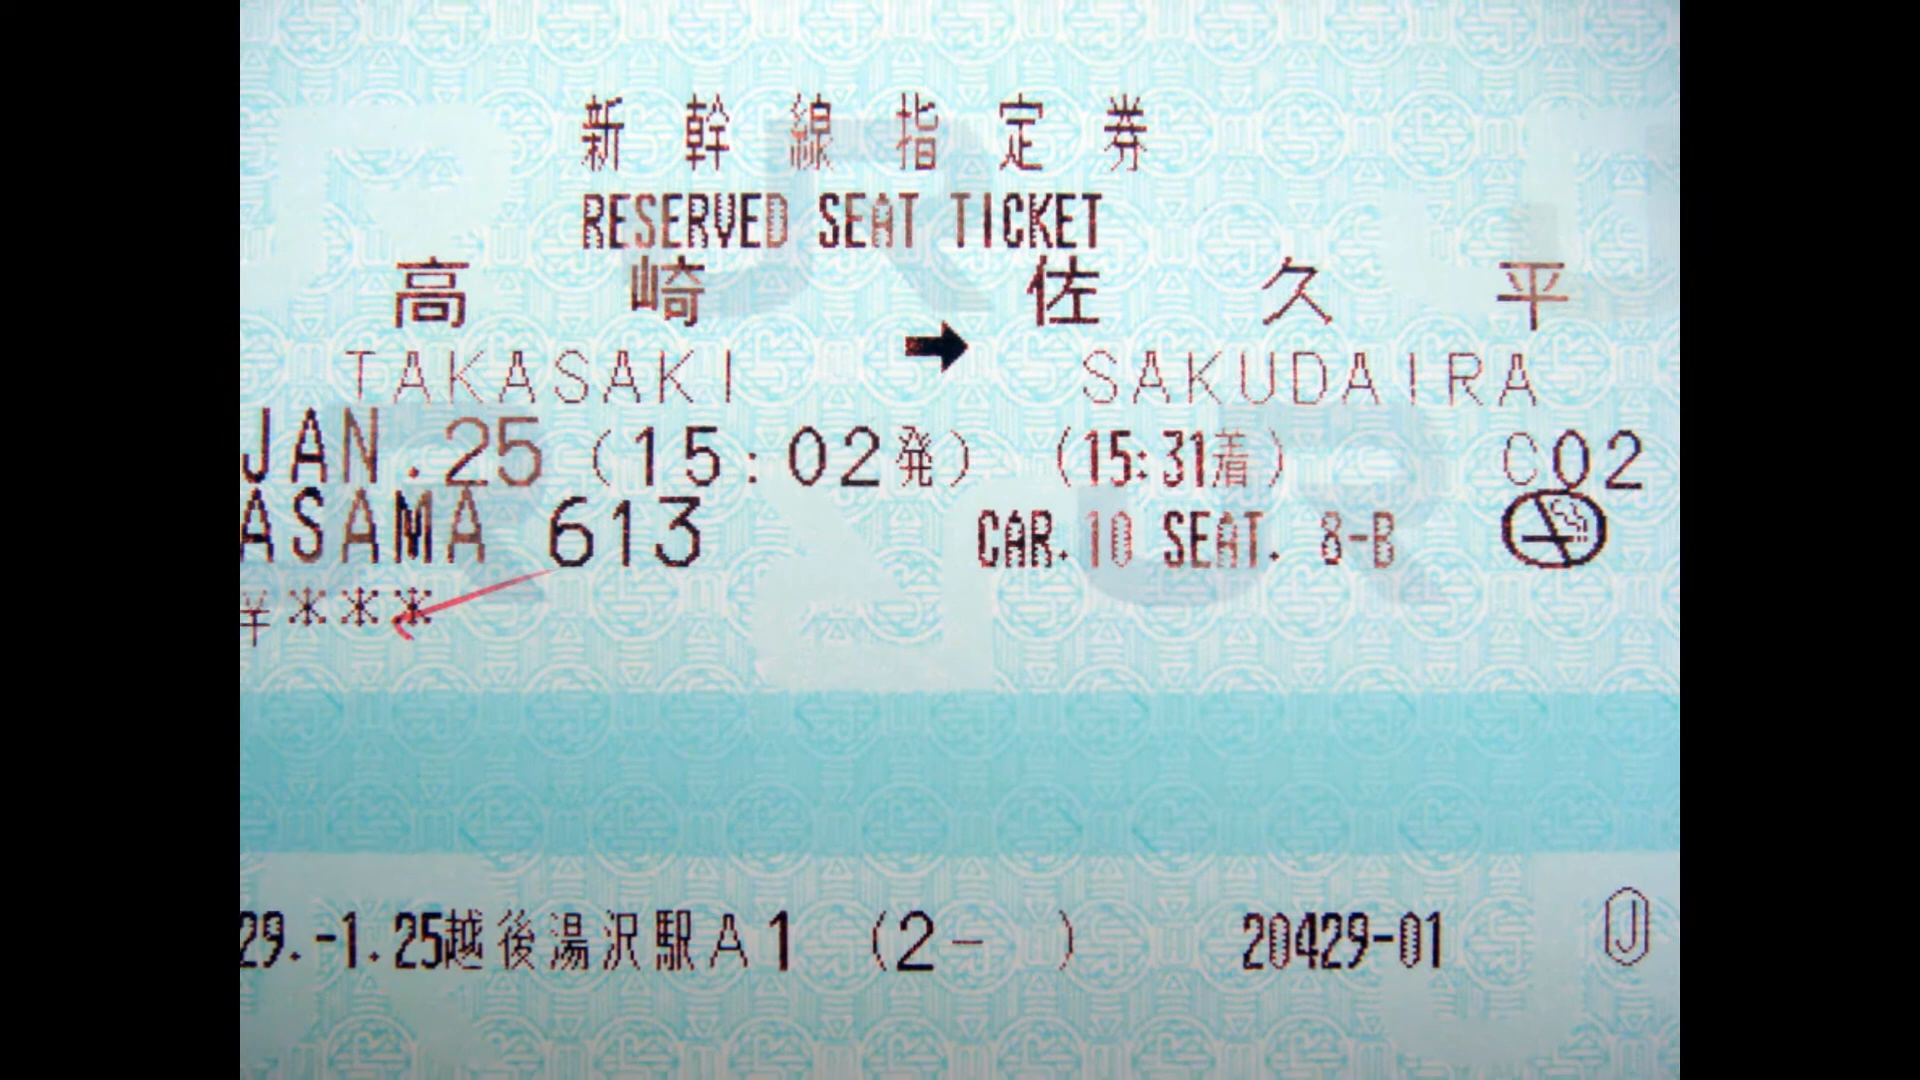 新幹線指定券
RESERVED SEAT TICKET
高崎 ➡ 佐久平
TAKASAKI SAKUDAIRA
JAN.25 (15:02発) (15:31着) C02
ASAMA 613 CAR.10 SEAT. 8-B
¥***
29.-1.25越後湯沢駅A1 (2- ) 20429-01 Ⓙ